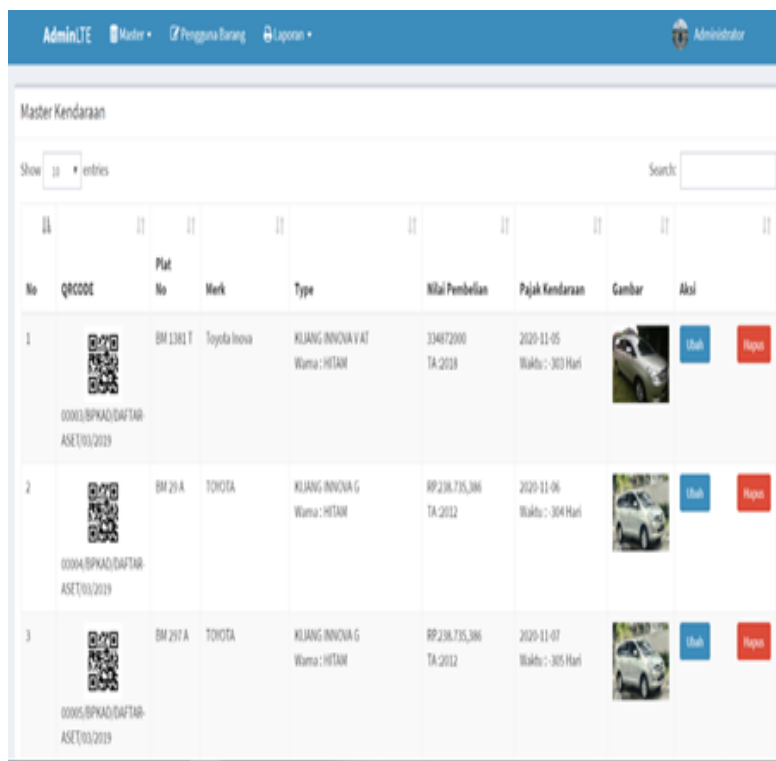 AdminLTE Master Pengguna Barang Laporan Administrator
Master Kendaraan
Show 10 entries Search:
No QRCODE Plat No Merk Type Nilai Pembelian Pajak Kendaraan Gambar Aksi
1 BM 1381 T Toyota Inova KIJANG INNOVA V AT 334872000 2020-11-05 Ubah Hapus
Warna : HITAM TA :2018 Waktu : -303 Hari
00003/BPKAD/DAFTAR-
ASET/03/2019
2 BM 29 A TOYOTA KIJANG INNOVA G RP.238.735,386 2020-11-06 Ubah Hapus
Warna : HITAM TA :2012 Waktu : -304 Hari
00004/BPKAD/DAFTAR-
ASET/03/2019
3 BM 297 A TOYOTA KIJANG INNOVA G RP.238.735,386 2020-11-07 Ubah Hapus
Warna : HITAM TA :2012 Waktu : -305 Hari
00005/BPKAD/DAFTAR-
ASET/03/2019